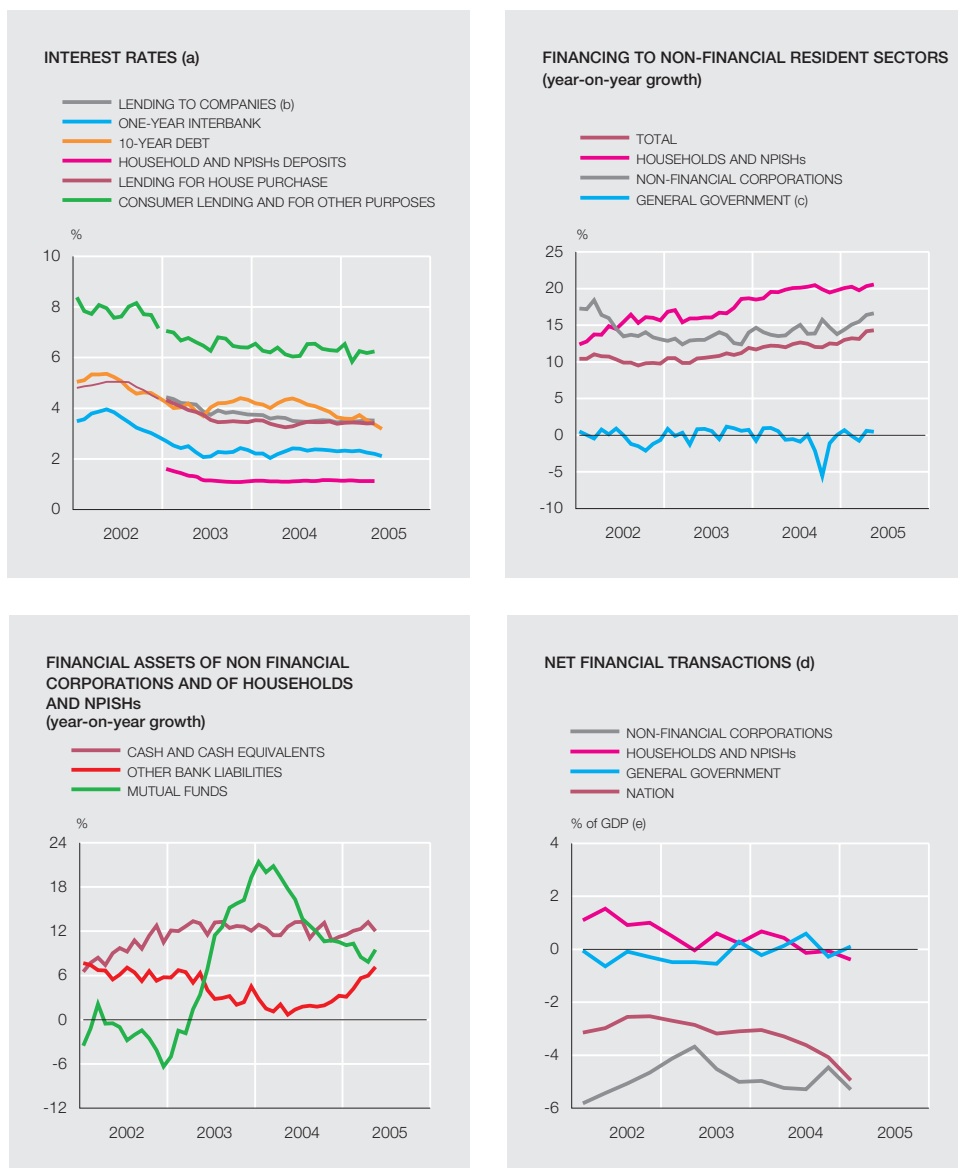 INTEREST RATES (a)
LENDING TO COMPANIES (b)
ONE-YEAR INTERBANK
10-YEAR DEBT
HOUSEHOLD AND NPISHs DEPOSITS
LENDING FOR HOUSE PURCHASE
CONSUMER LENDING AND FOR OTHER PURPOSES
%
10
8
6
4
2
0
2002 2003 2004 2005
FINANCING TO NON-FINANCIAL RESIDENT SECTORS
(year-on-year growth)
TOTAL
HOUSEHOLDS AND NPISHs
NON-FINANCIAL CORPORATIONS
GENERAL GOVERNMENT (c)
%
25
20
15
10
5
0
-5
-10
2002 2003 2004 2005
FINANCIAL ASSETS OF NON FINANCIAL
CORPORATIONS AND OF HOUSEHOLDS
AND NPISHs
(year-on-year growth)
CASH AND CASH EQUIVALENTS
OTHER BANK LIABILITIES
MUTUAL FUNDS
%
24
18
12
6
0
-6
-12
2002 2003 2004 2005
NET FINANCIAL TRANSACTIONS (d)
NON-FINANCIAL CORPORATIONS
HOUSEHOLDS AND NPISHs
GENERAL GOVERNMENT
NATION
% of GDP (e)
4
2
0
-2
-4
-6
2002 2003 2004 2005